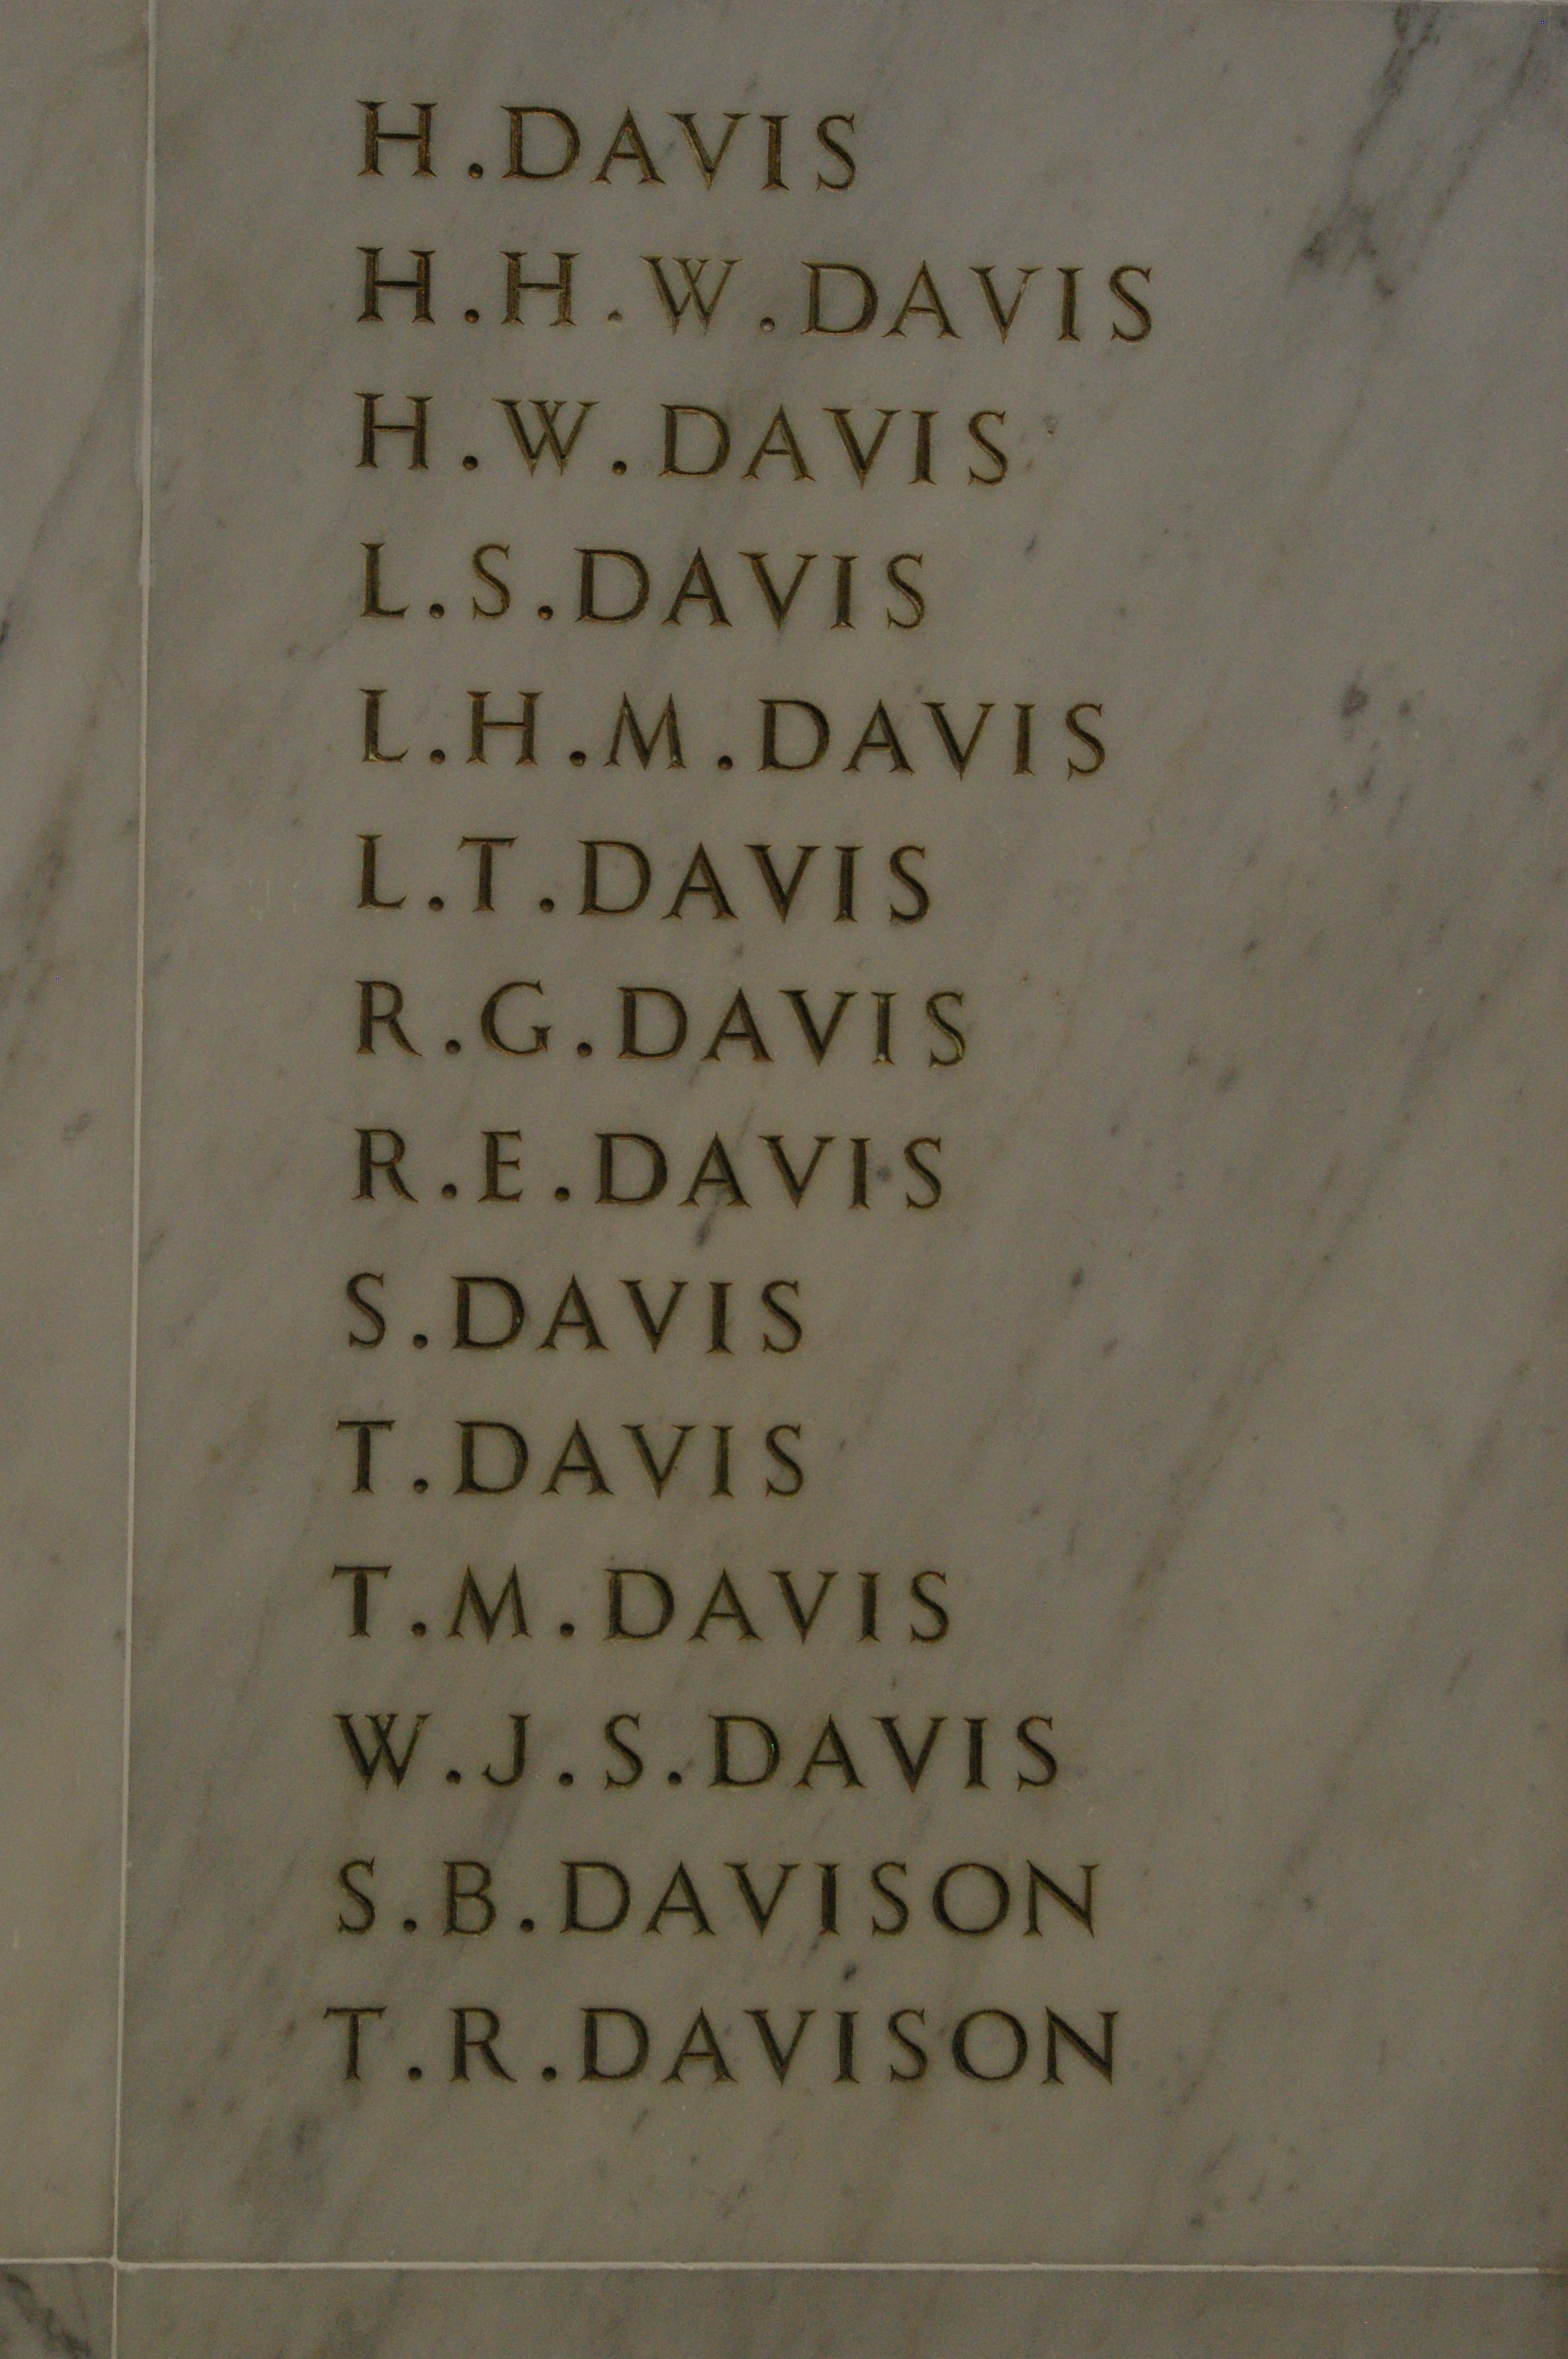 H.DAVIS
H.H.W.DAVIS
H.W.DAVIS
L.S.DAVIS
L.H.M.DAVIS
L.T.DAVIS
R.G.DAVIS
R.E.DAVIS
S.DAVIS
T.DAVIS
T.M.DAVIS
W.J.S.DAVIS
S.B.DAVISON
T.R.DAVISON